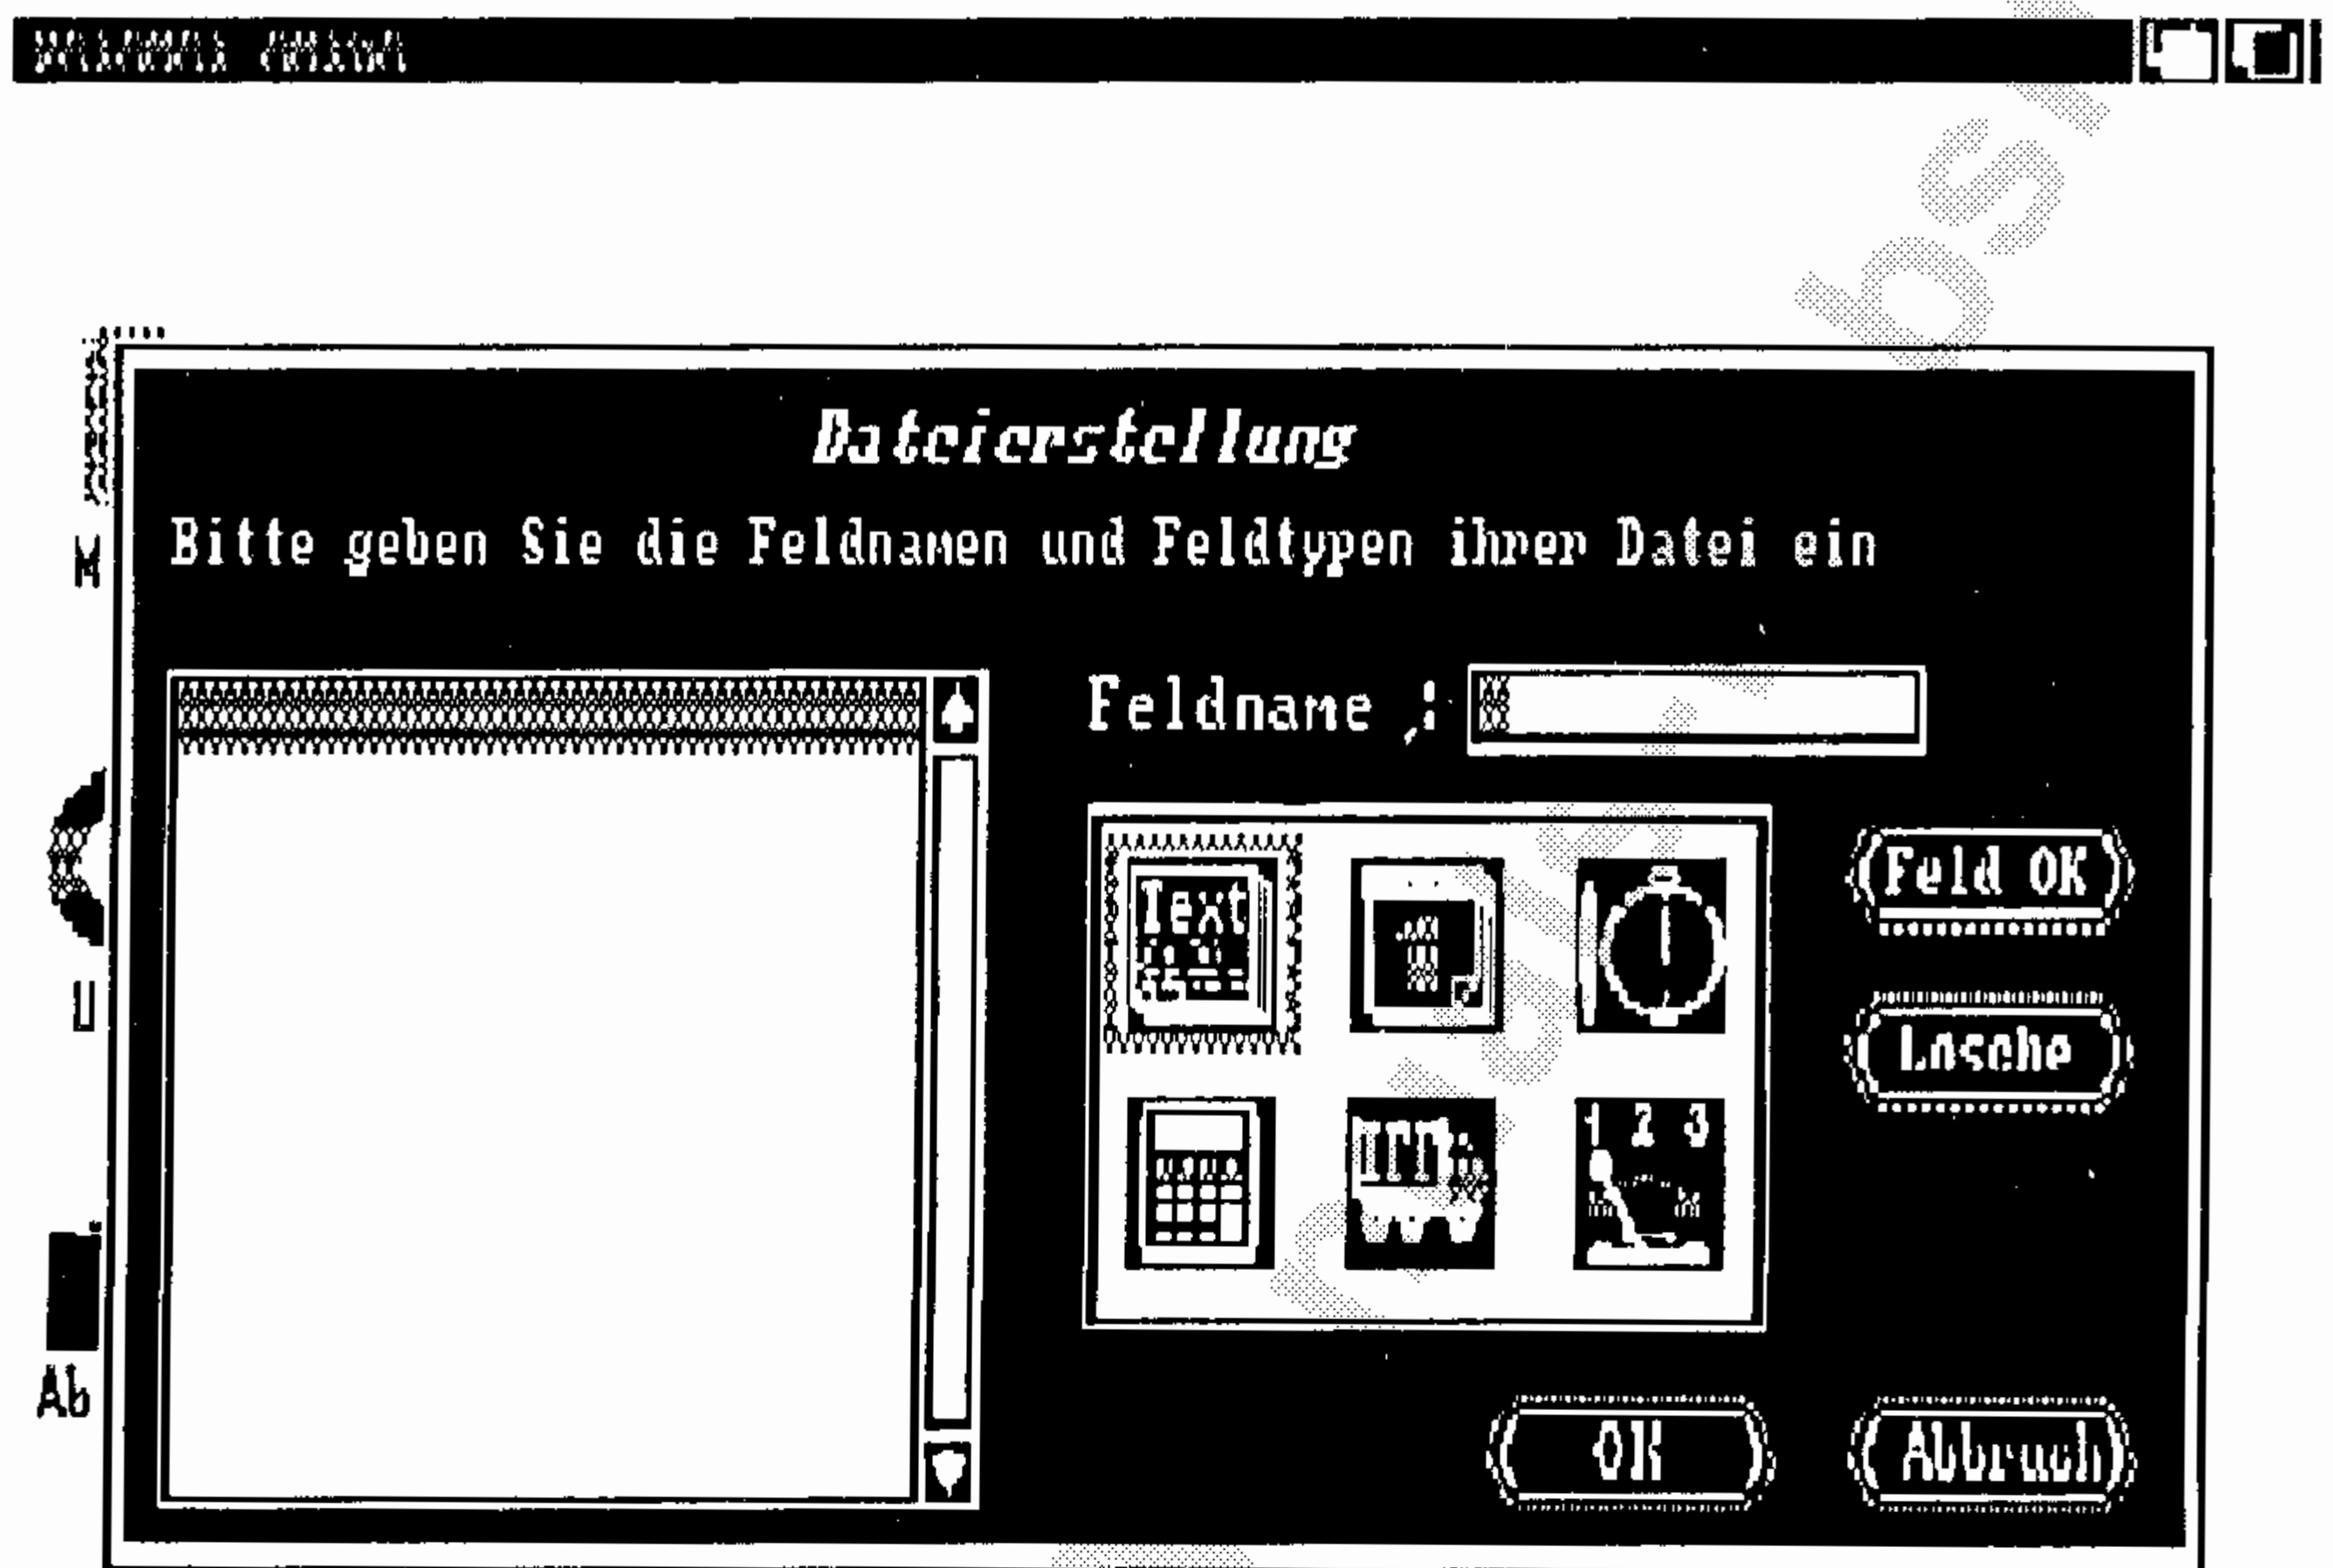 Dateierstellung
Bitte geben Sie die Feldnamen und Feldtypen ihrer Datei ein
M
Feldname :
Text
Feld OK
U
Losche
1 2 3
Ab
OK
Abbruch